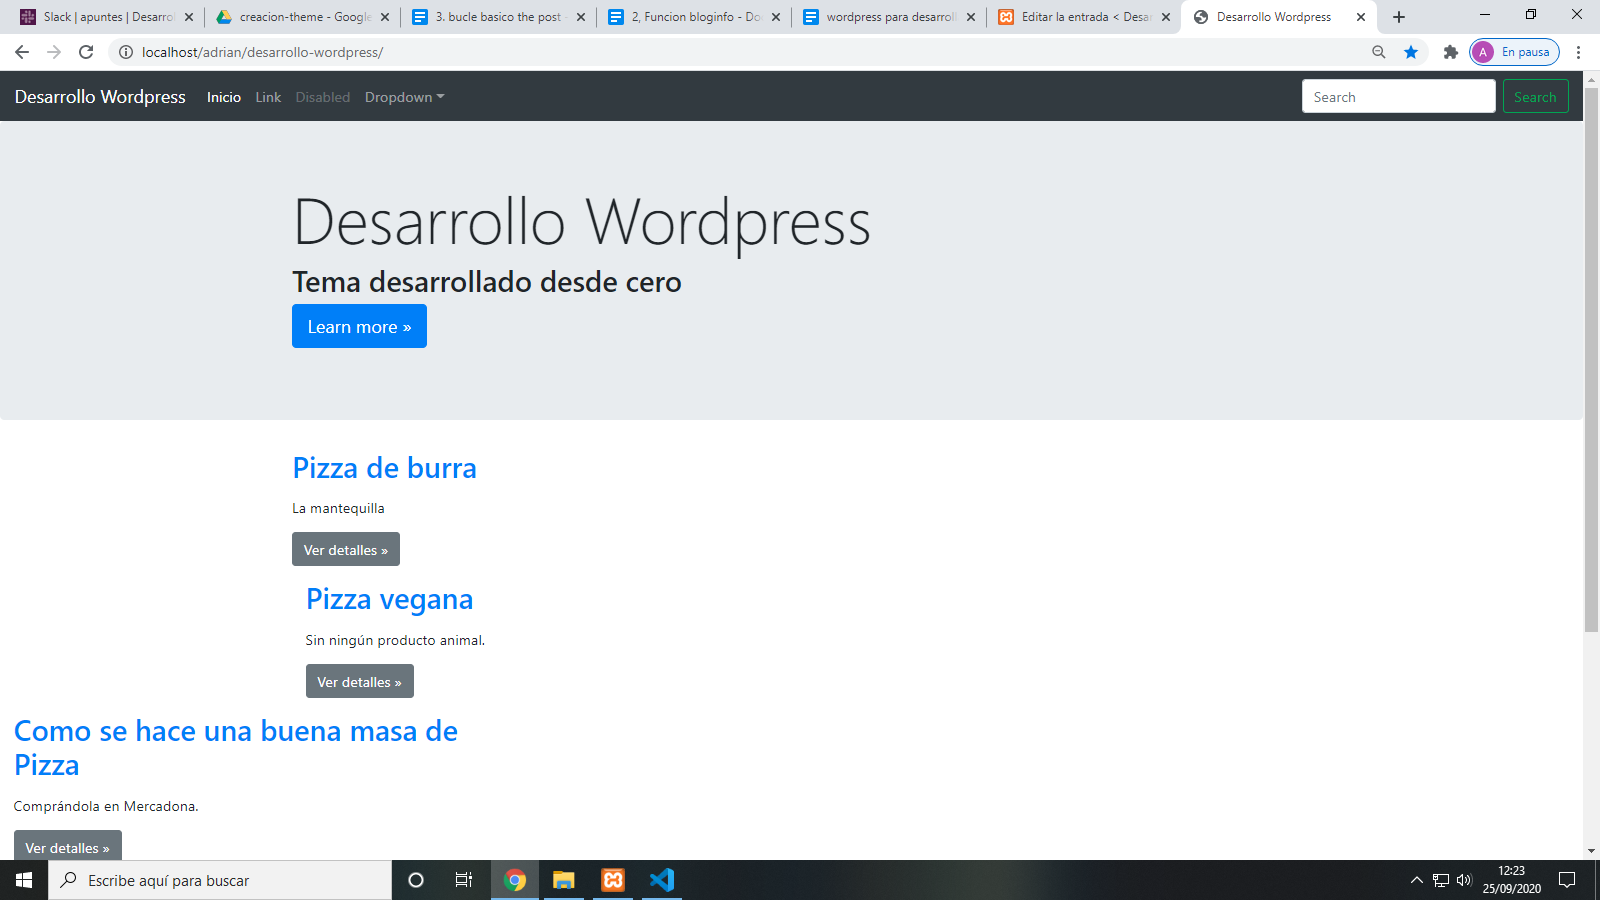 Slack | apuntes | Desarrol
creacion-theme - Google
3. bucle basico the post -
2, Funcion bloginfo - Do
wordpress para desarroll
Editar la entrada < Desar
Desarrollo Wordpress
localhost/adrian/desarrollo-wordpress/
A
En pausa
Desarrollo Wordpress
Inicio
Link
Disabled
Dropdown
Search
Search
Desarrollo Wordpress
Tema desarrollado desde cero
Learn more »
Pizza de burra
La mantequilla
Ver detalles »
Pizza vegana
Sin ningún producto animal.
Ver detalles »
Como se hace una buena masa de
Pizza
Comprándola en Mercadona.
Ver detalles »
Escribe aquí para buscar
12:23
25/09/2020